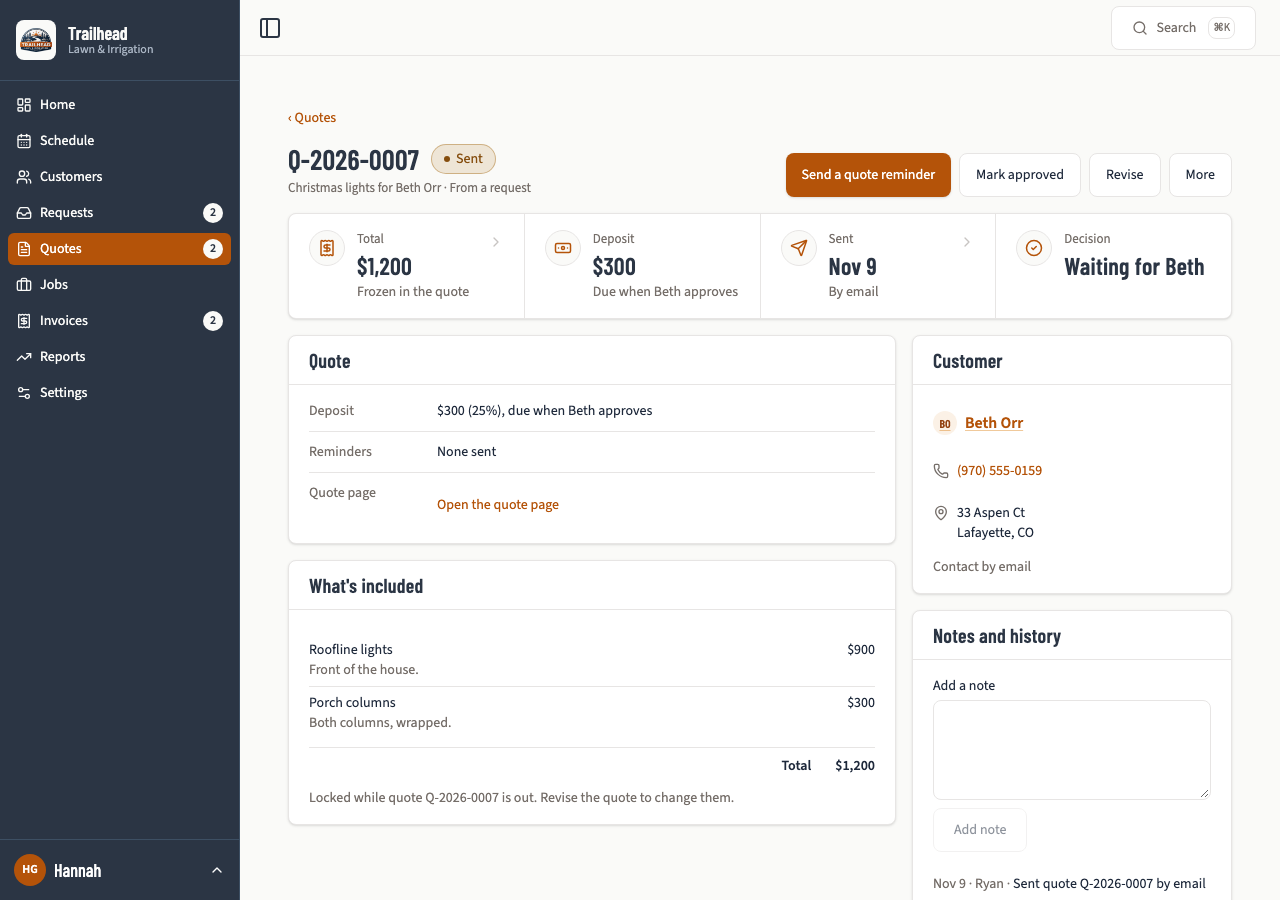 TRAILHEAD
Trailhead
Lawn & Irrigation
Search ⌘K
Home
Schedule
Customers
Requests 2
Quotes 2
Jobs
Invoices 2
Reports
Settings
HG Hannah
‹ Quotes
Q-2026-0007 Sent
Christmas lights for Beth Orr · From a request
Send a quote reminder Mark approved Revise More
Total
$1,200
Frozen in the quote
Deposit
$300
Due when Beth approves
Sent
Nov 9
By email
Decision
Waiting for Beth
Quote
Deposit $300 (25%), due when Beth approves
Reminders None sent
Quote page Open the quote page
What's included
Roofline lights $900
Front of the house.
Porch columns $300
Both columns, wrapped.
Total $1,200
Locked while quote Q-2026-0007 is out. Revise the quote to change them.
Customer
BO Beth Orr
(970) 555-0159
33 Aspen Ct
Lafayette, CO
Contact by email
Notes and history
Add a note
Add note
Nov 9 · Ryan · Sent quote Q-2026-0007 by email